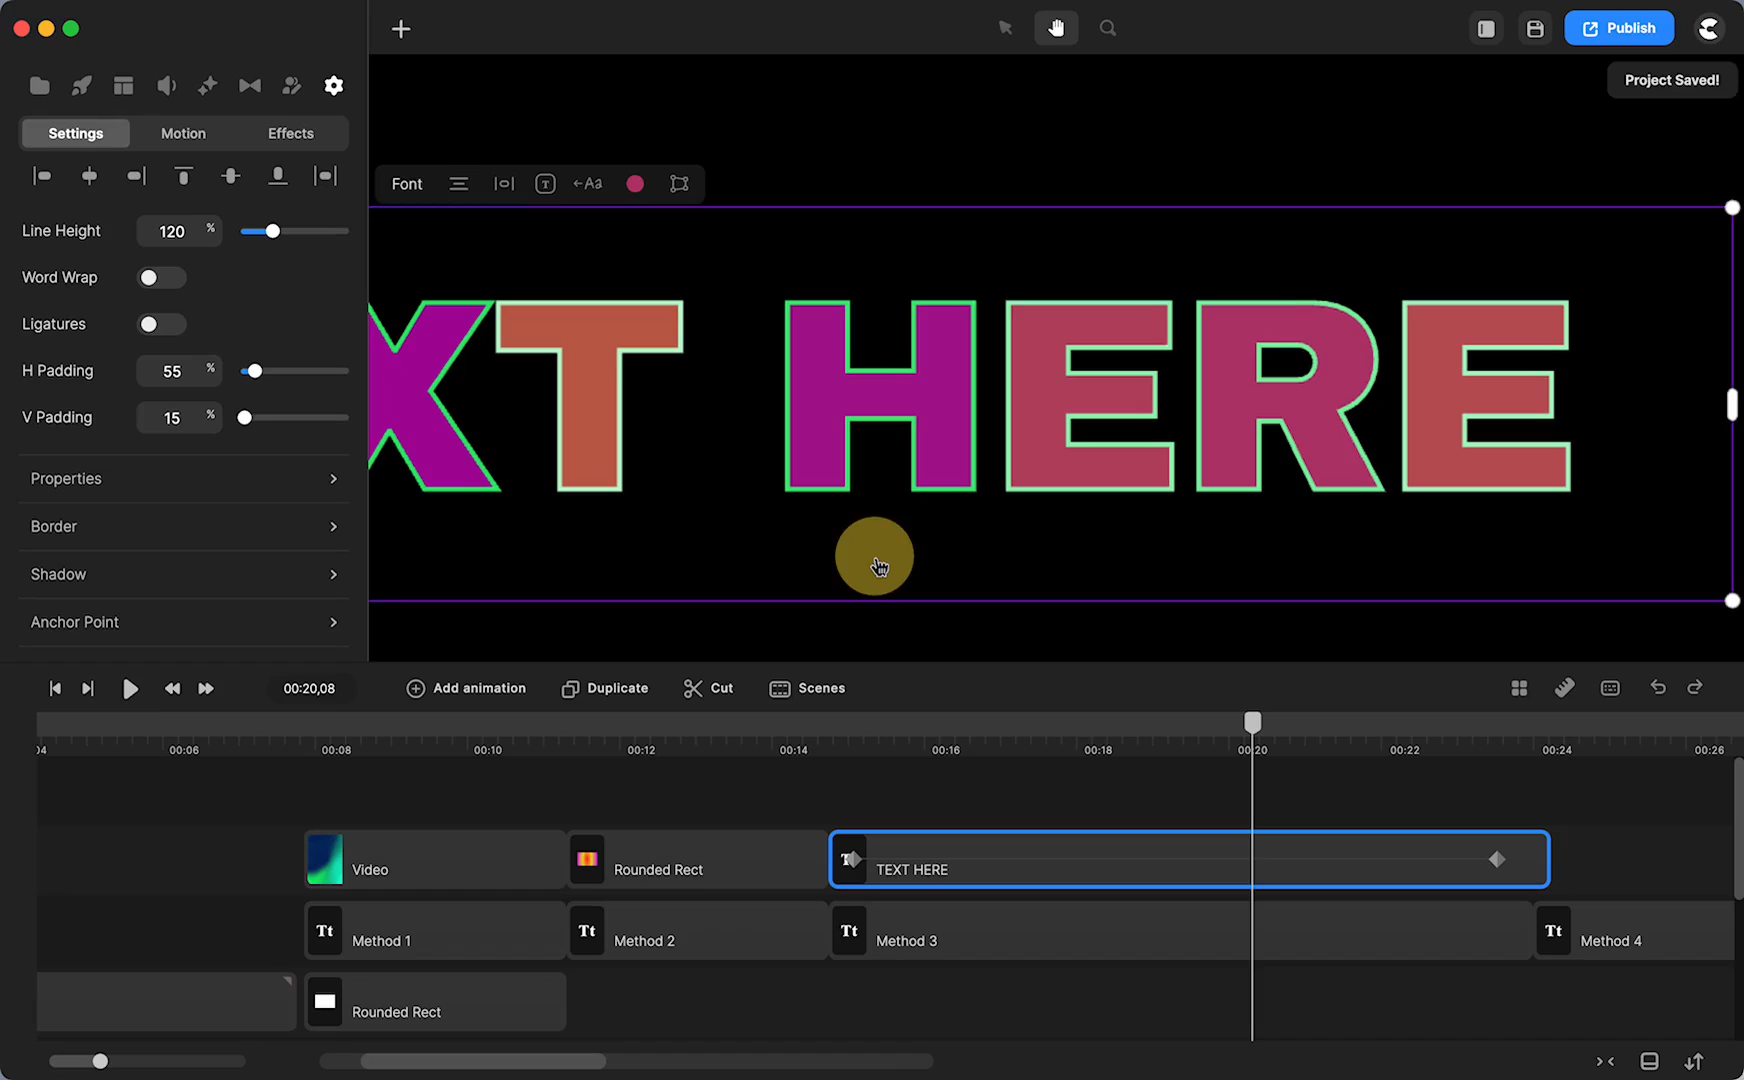 Publish
Project Saved!
Settings Motion Effects
Font Aa
Line Height 120 %
Word Wrap
Ligatures
H Padding 55 %
V Padding 15 %
XT HERE
Properties
Border
Shadow
Anchor Point
00:20,08 Add animation Duplicate Cut Scenes
04 00:06 00:08 00:10 00:12 00:14 00:16 00:18 00:20 00:22 00:24 00:26
Video Rounded Rect T TEXT HERE
Tt Method 1 Tt Method 2 Tt Method 3 Tt Method 4
Rounded Rect